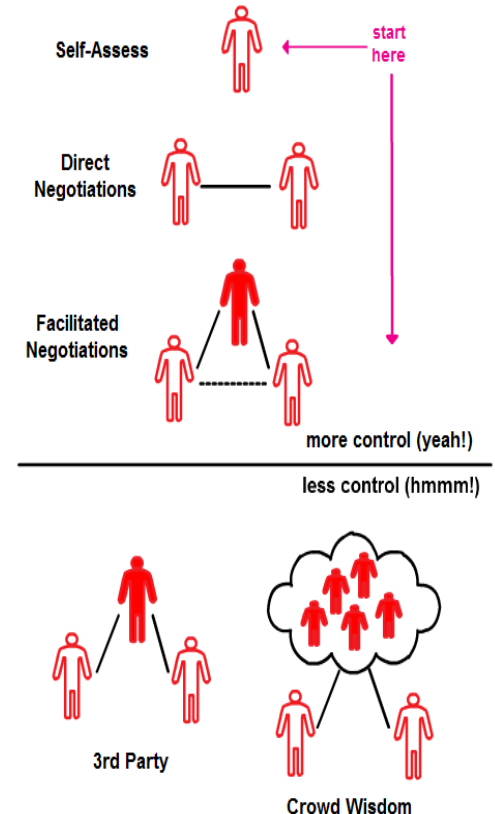 Self-Assess
start
here
Direct
Negotiations
Facilitated
Negotiations
more control (yeah!)
less control (hmmm!)
3rd Party
Crowd Wisdom